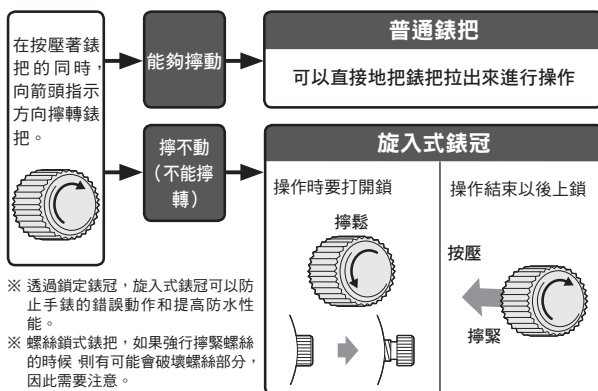 在按壓著錶
把的同時，
向箭頭指示
方向擰轉錶
把。
能夠擰動
普通錶把
可以直接地把錶把拉出來進行操作
擰不動
（不能擰
轉）
旋入式錶冠
操作時要打開鎖
擰鬆
操作結束以後上鎖
按壓
擰緊
※ 透過鎖定錶冠，旋入式錶冠可以防
止手錶的錯誤動作和提高防水性
能。
※ 螺絲鎖式錶把，如果強行擰緊螺絲
的時候，則有可能會破壞螺絲部分，
因此需要注意。